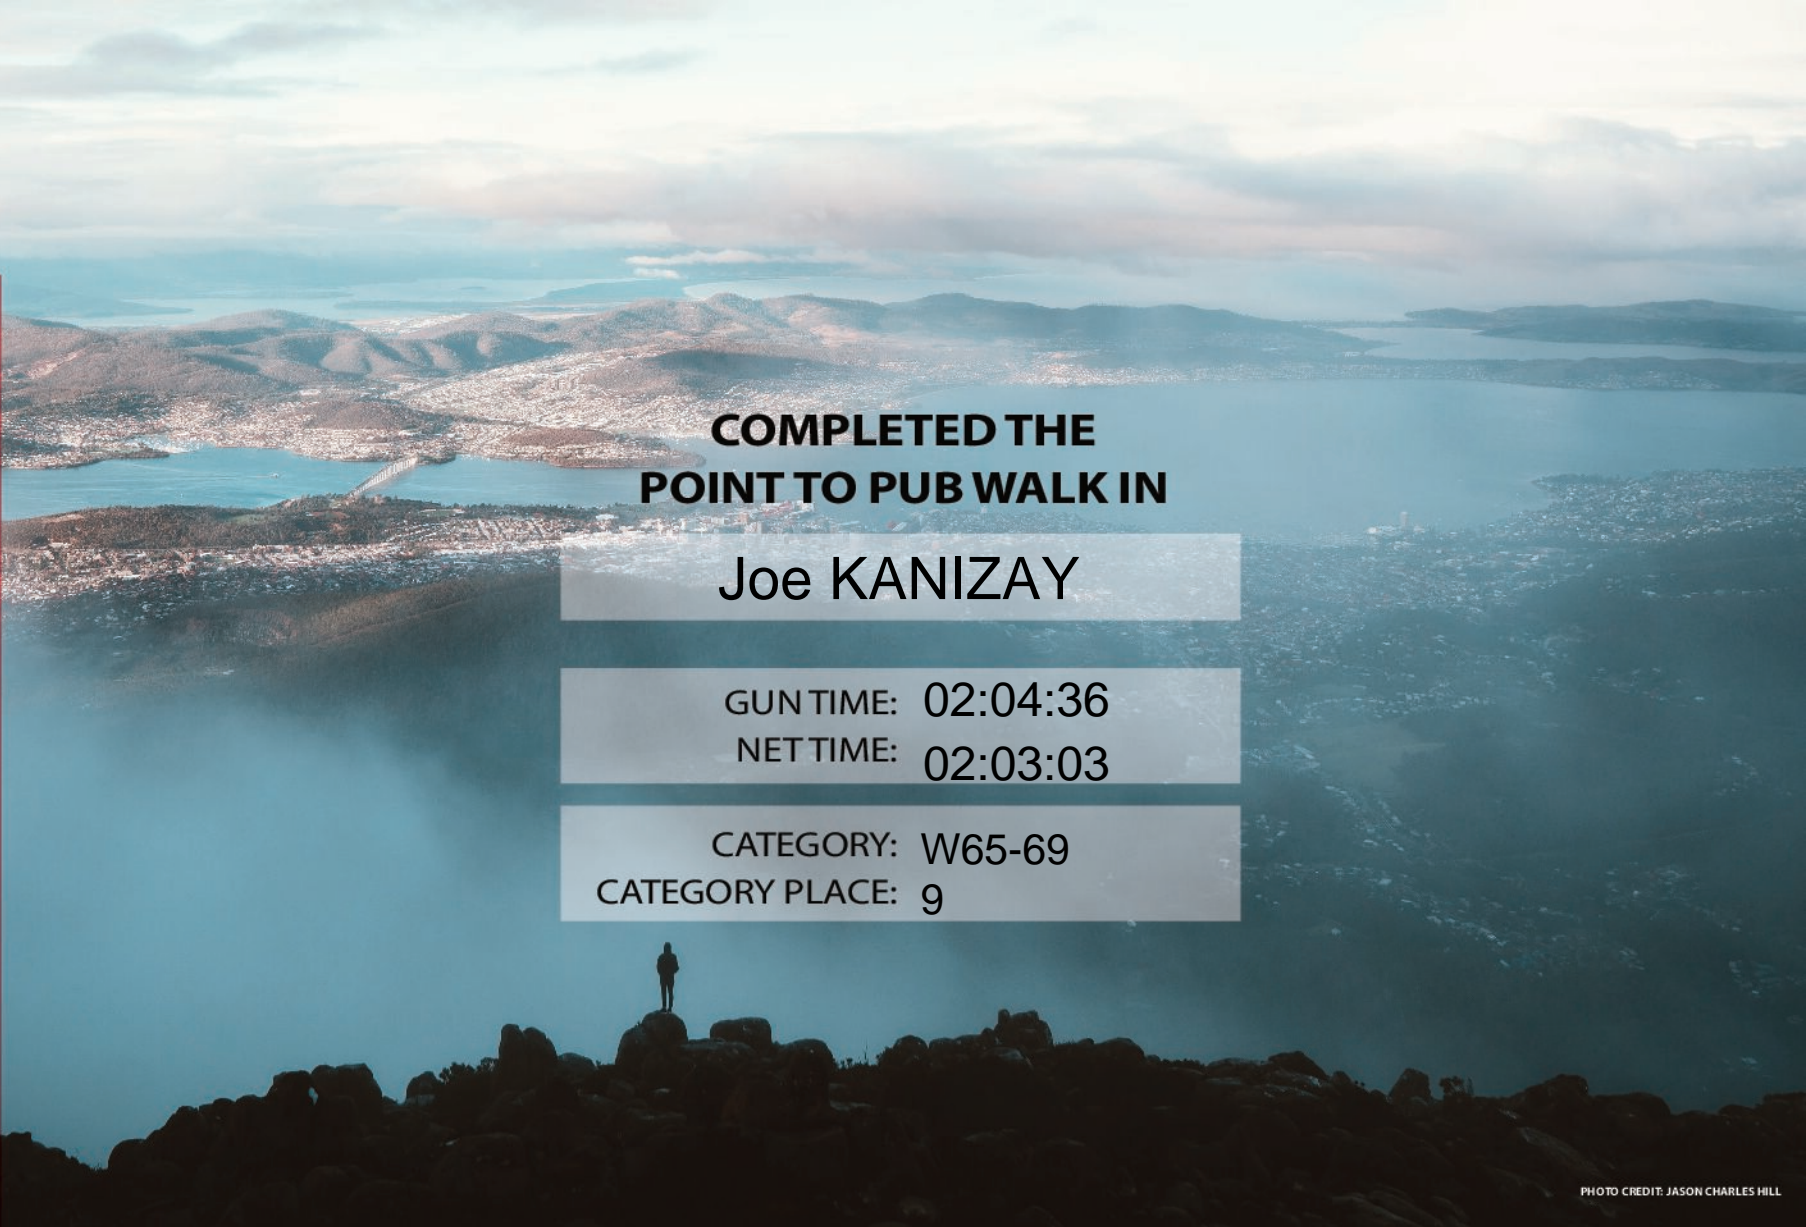 COMPLETED THE
POINT TO PUB WALK IN
Joe KANIZAY
GUN TIME: 02:04:36
NET TIME: 02:03:03
CATEGORY: W65-69
CATEGORY PLACE: 9
PHOTO CREDIT: JASON CHARLES HILL